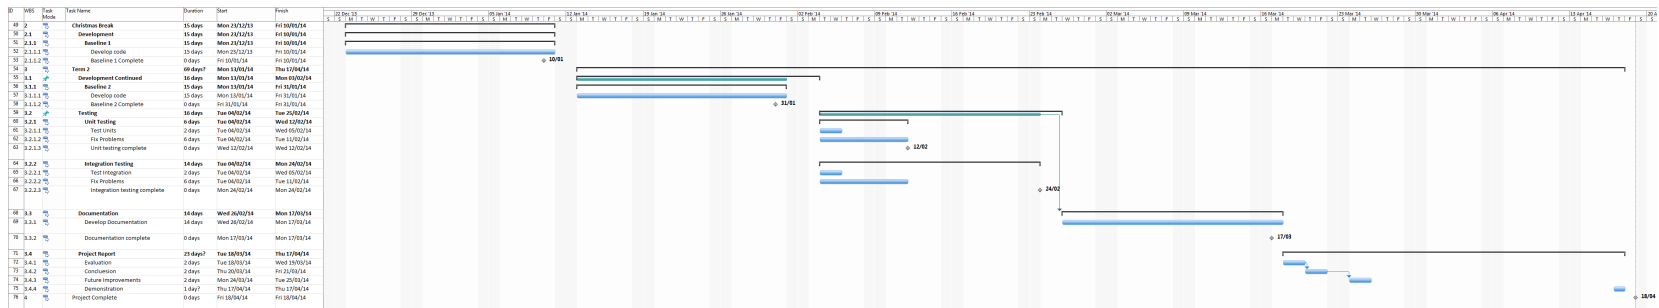 ID WBS Task Mode Task Name Duration Start Finish
22 Dec '13 29 Dec '13 05 Jan '14 12 Jan '14 19 Jan '14 26 Jan '14 02 Feb '14 09 Feb '14 16 Feb '14 23 Feb '14 02 Mar '14 09 Mar '14 16 Mar '14 23 Mar '14 30 Mar '14 06 Apr '14 13 Apr '14 20 A
49 2 Christmas Break 15 days Mon 23/12/13 Fri 10/01/14
50 2.1 Development 15 days Mon 23/12/13 Fri 10/01/14
51 2.1.1 Baseline 1 15 days Mon 23/12/13 Fri 10/01/14
52 2.1.1.1 Develop code 15 days Mon 23/12/13 Fri 10/01/14
53 2.1.1.2 Baseline 1 Complete 0 days Fri 10/01/14 Fri 10/01/14 10/01
54 3 Term 2 69 days? Mon 13/01/14 Thu 17/04/14
55 3.1 Development Continued 16 days Mon 13/01/14 Mon 03/02/14
56 3.1.1 Baseline 2 15 days Mon 13/01/14 Fri 31/01/14
57 3.1.1.1 Develop code 15 days Mon 13/01/14 Fri 31/01/14
58 3.1.1.2 Baseline 2 Complete 0 days Fri 31/01/14 Fri 31/01/14 31/01
59 3.2 Testing 16 days Tue 04/02/14 Tue 25/02/14
60 3.2.1 Unit Testing 6 days Tue 04/02/14 Wed 12/02/14
61 3.2.1.1 Test Units 2 days Tue 04/02/14 Wed 05/02/14
62 3.2.1.2 Fix Problems 6 days Tue 04/02/14 Tue 11/02/14
63 3.2.1.3 Unit testing complete 0 days Wed 12/02/14 Wed 12/02/14 12/02
64 3.2.2 Integration Testing 14 days Tue 04/02/14 Mon 24/02/14
65 3.2.2.1 Test Integration 2 days Tue 04/02/14 Wed 05/02/14
66 3.2.2.2 Fix Problems 6 days Tue 04/02/14 Tue 11/02/14
67 3.2.2.3 Integration testing complete 0 days Mon 24/02/14 Mon 24/02/14 24/02
68 3.3 Documentation 14 days Wed 26/02/14 Mon 17/03/14
69 3.3.1 Develop Documentation 14 days Wed 26/02/14 Mon 17/03/14
70 3.3.2 Documentation complete 0 days Mon 17/03/14 Mon 17/03/14 17/03
71 3.4 Project Report 23 days? Tue 18/03/14 Thu 17/04/14
72 3.4.1 Evaluation 2 days Tue 18/03/14 Wed 19/03/14
73 3.4.2 Concluesion 2 days Thu 20/03/14 Fri 21/03/14
74 3.4.3 Future Improvements 2 days Mon 24/03/14 Tue 25/03/14
75 3.4.4 Demonstration 1 day? Thu 17/04/14 Thu 17/04/14
76 4 Project Complete 0 days Fri 18/04/14 Fri 18/04/14 18/04